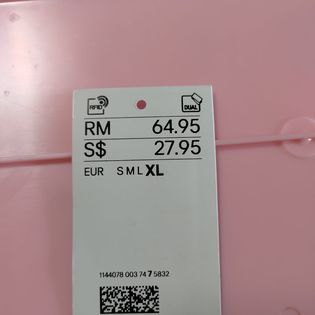 RFID DUAL
RM 64.95
S$ 27.95
EUR S M L XL
1144078 003 74 7 5832